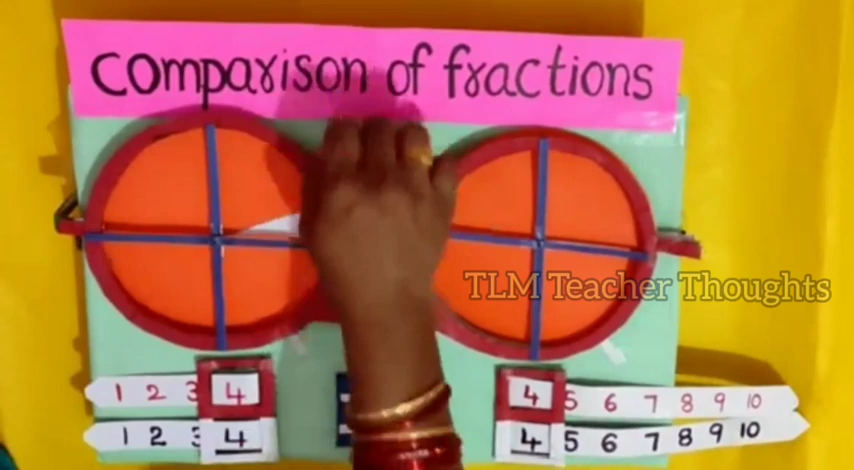 Comparison of fractions
TLM Teacher Thoughts
1 2 3 4 4 5 6 7 8 9 10
1 2 3 4 4 5 6 7 8 9 10